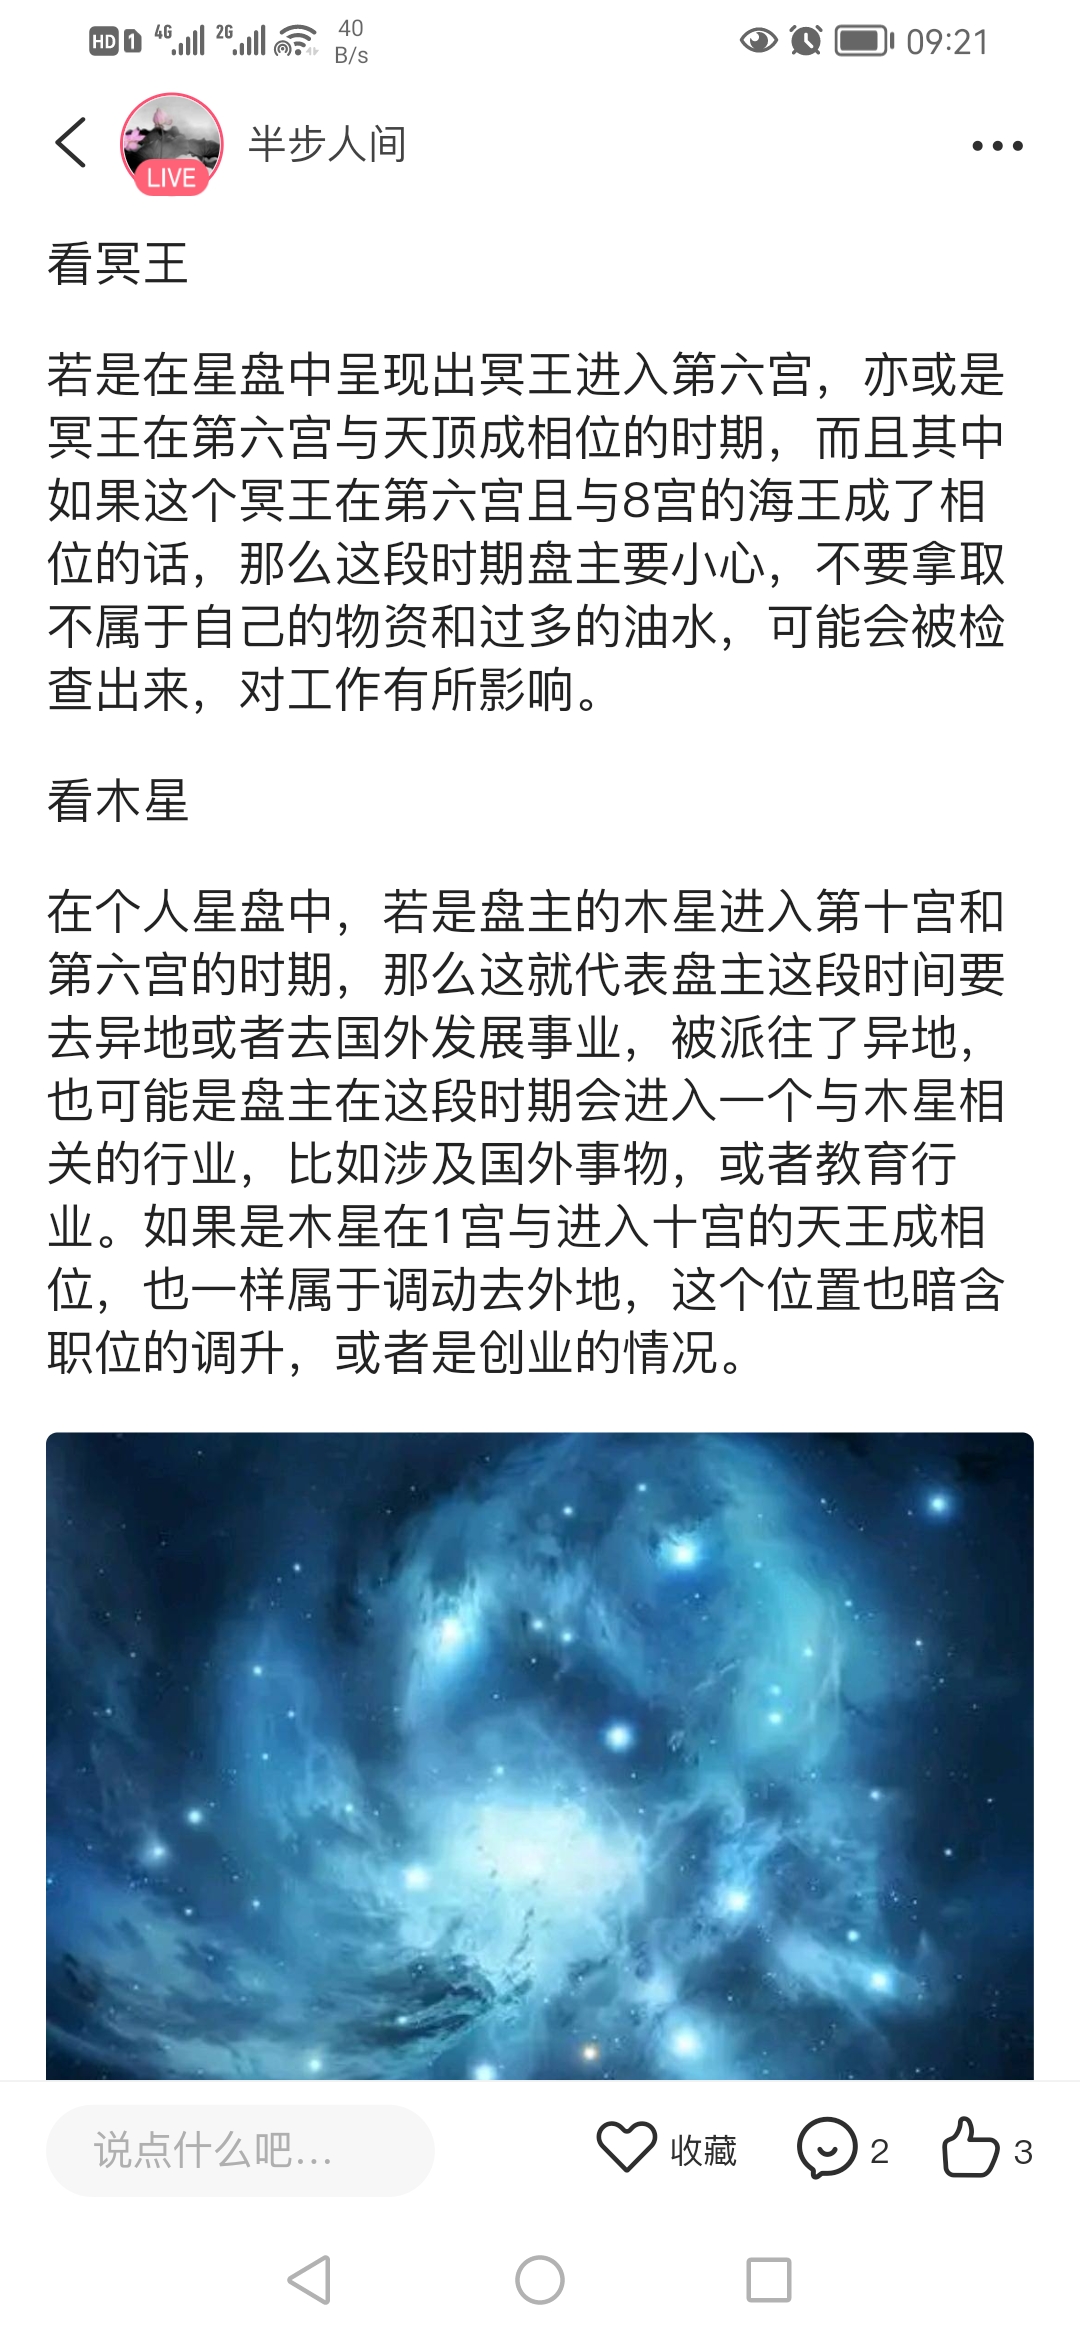 HD 1 4G 2G 40 B/s 09:21
半步人间
LIVE
看冥王
若是在星盘中呈现出冥王进入第六宫，亦或是
冥王在第六宫与天顶成相位的时期，而且其中
如果这个冥王在第六宫且与8宫的海王成了相
位的话，那么这段时期盘主要小心，不要拿取
不属于自己的物资和过多的油水，可能会被检
查出来，对工作有所影响。
看木星
在个人星盘中，若是盘主的木星进入第十宫和
第六宫的时期，那么这就代表盘主这段时间要
去异地或者去国外发展事业，被派往了异地，
也可能是盘主在这段时期会进入一个与木星相
关的行业，比如涉及国外事物，或者教育行
业。如果是木星在1宫与进入十宫的天王成相
位，也一样属于调动去外地，这个位置也暗含
职位的调升，或者是创业的情况。
说点什么吧... 收藏 2 3